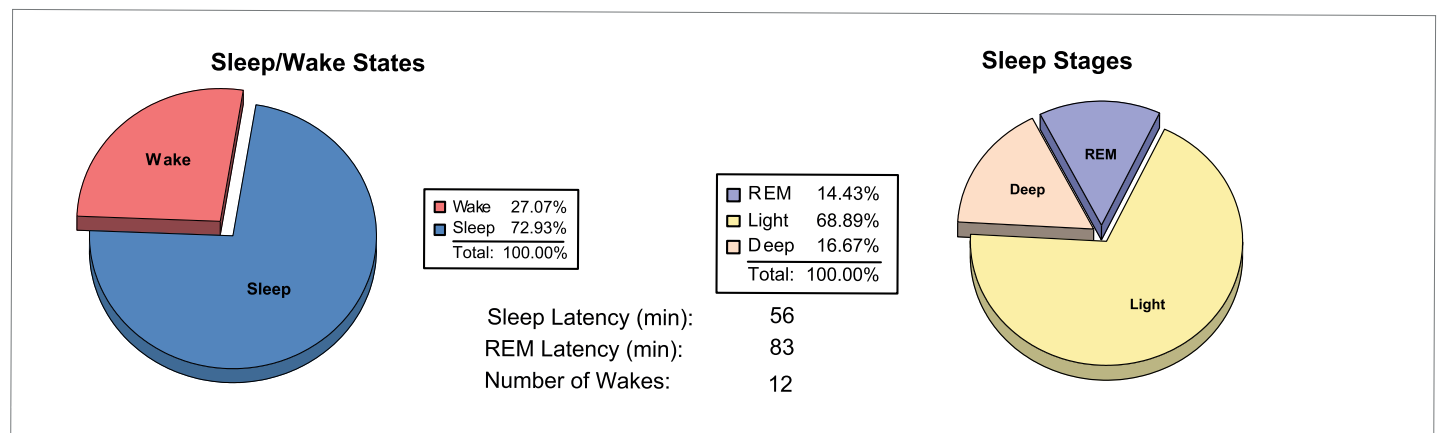 Sleep/Wake States
Wake
Sleep
Wake 27.07%
Sleep 72.93%
Total: 100.00%
Sleep Stages
REM
Deep
Light
REM 14.43%
Light 68.89%
Deep 16.67%
Total: 100.00%
Sleep Latency (min): 56
REM Latency (min): 83
Number of Wakes: 12